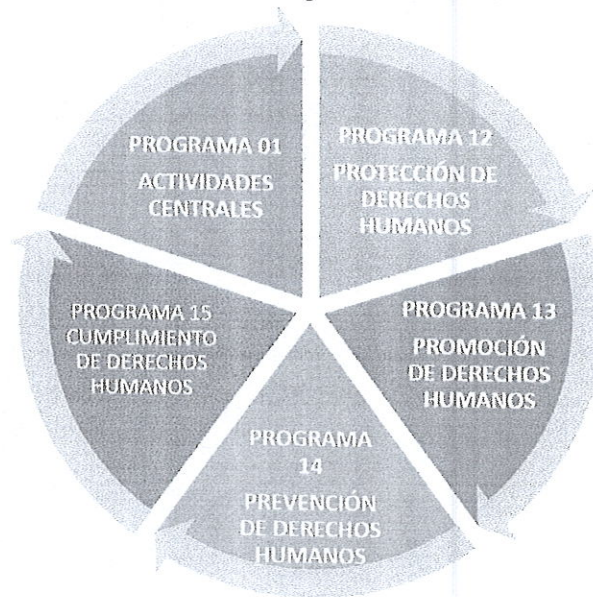 PROGRAMA 01
ACTIVIDADES
CENTRALES
PROGRAMA 12
PROTECCIÓN DE
DERECHOS
HUMANOS
PROGRAMA 13
PROMOCIÓN
DE DERECHOS
HUMANOS
PROGRAMA
14
PREVENCIÓN
DE DERECHOS
HUMANOS
PROGRAMA 15
CUMPLIMIENTO
DE DERECHOS
HUMANOS